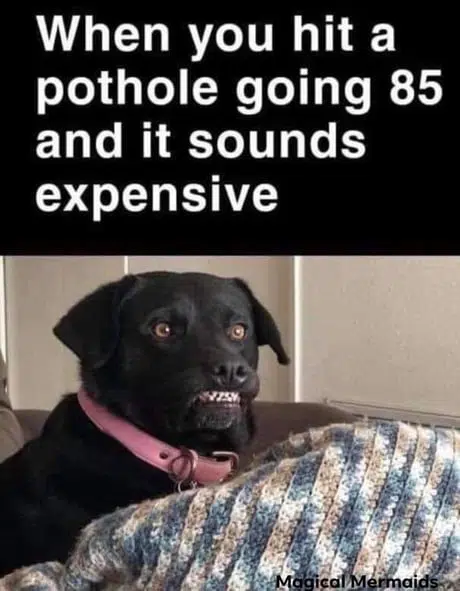 When you hit a
pothole going 85
and it sounds
expensive
Magical Mermaids